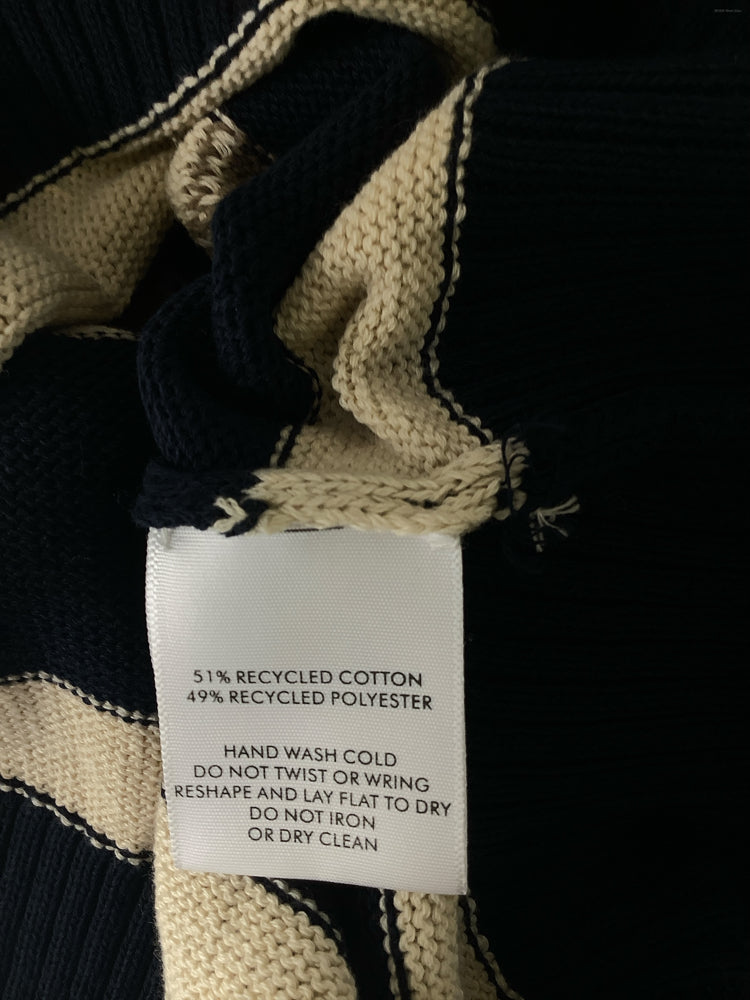 51% RECYCLED COTTON
49% RECYCLED POLYESTER
HAND WASH COLD
DO NOT TWIST OR WRING
RESHAPE AND LAY FLAT TO DRY
DO NOT IRON
OR DRY CLEAN